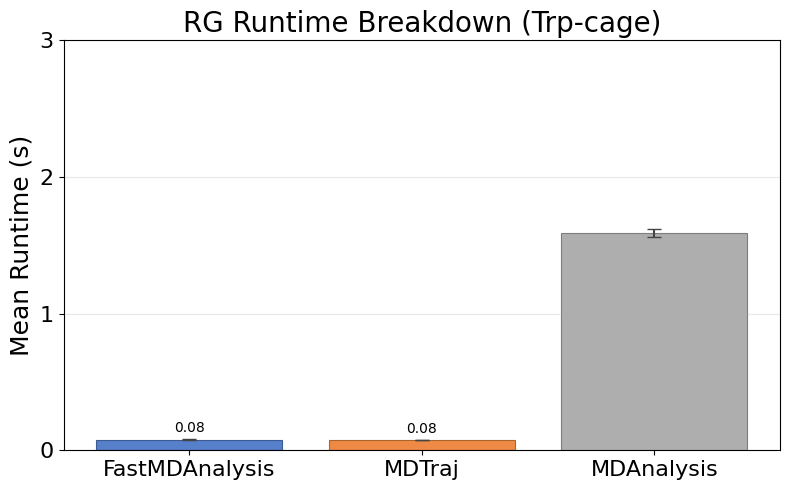 RG Runtime Breakdown (Trp-cage)
Mean Runtime (s)
3
2
1
0
0.08
0.08
FastMDAnalysis
MDTraj
MDAnalysis